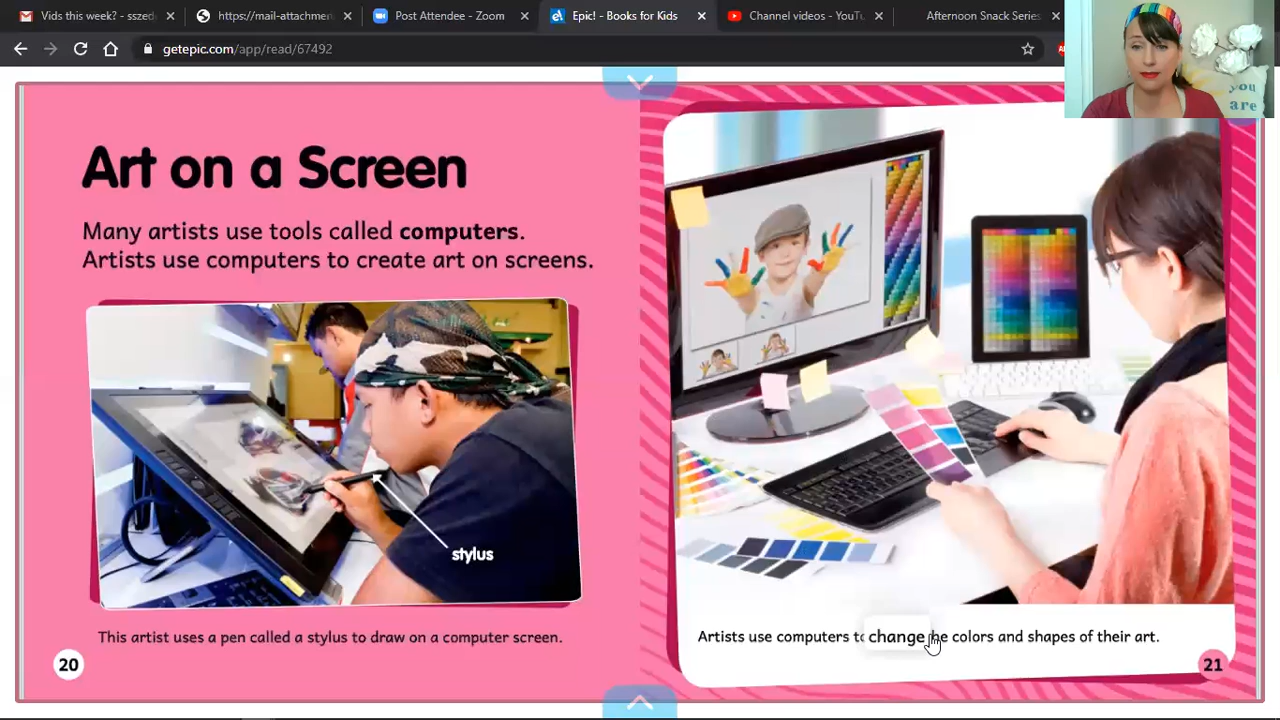 Vids this week? - sszed
https://mail-attachmen
Post Attendee - Zoom
Epic! - Books for Kids
Channel videos - YouTu
Afternoon Snack Series
getepic.com/app/read/67492
you
are
Art on a Screen
Many artists use tools called computers.
Artists use computers to create art on screens.
stylus
This artist uses a pen called a stylus to draw on a computer screen.
20
Artists use computers to change he colors and shapes of their art.
21